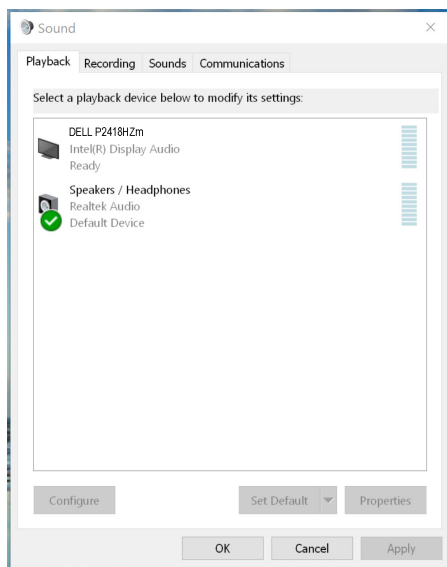 Sound
Playback Recording Sounds Communications
Select a playback device below to modify its settings:
DELL P2418HZm
Intel(R) Display Audio
Ready
Speakers / Headphones
Realtek Audio
Default Device
Configure Set Default Properties
OK Cancel Apply